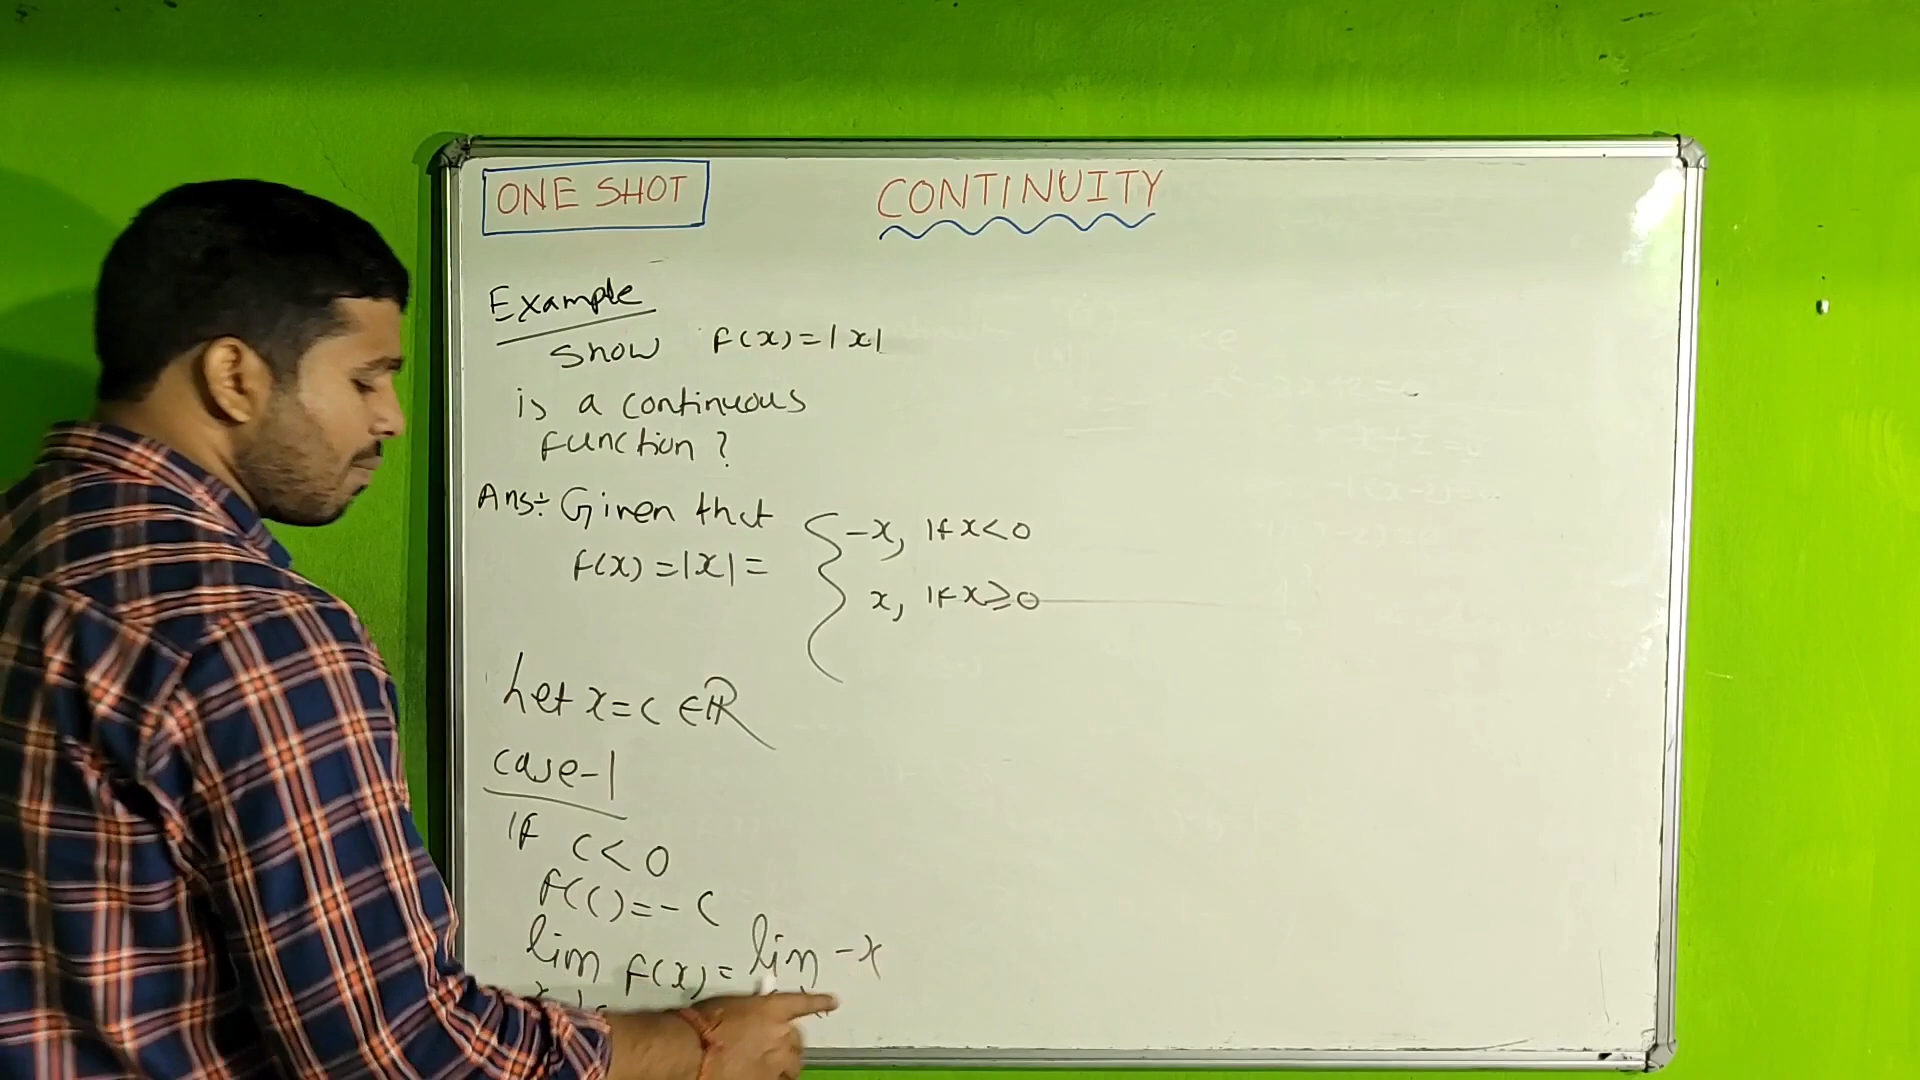 ONE SHOT
CONTINUITY
Example
Show f(x)=|x|
is a continuous
function?
Ans÷ Given that
f(x)=|x|= { -x, if x<0
x, if x≥0
Let x=c∈ℝ
case-1
if c<0
f(c)=-c
lim f(x)= lim -x